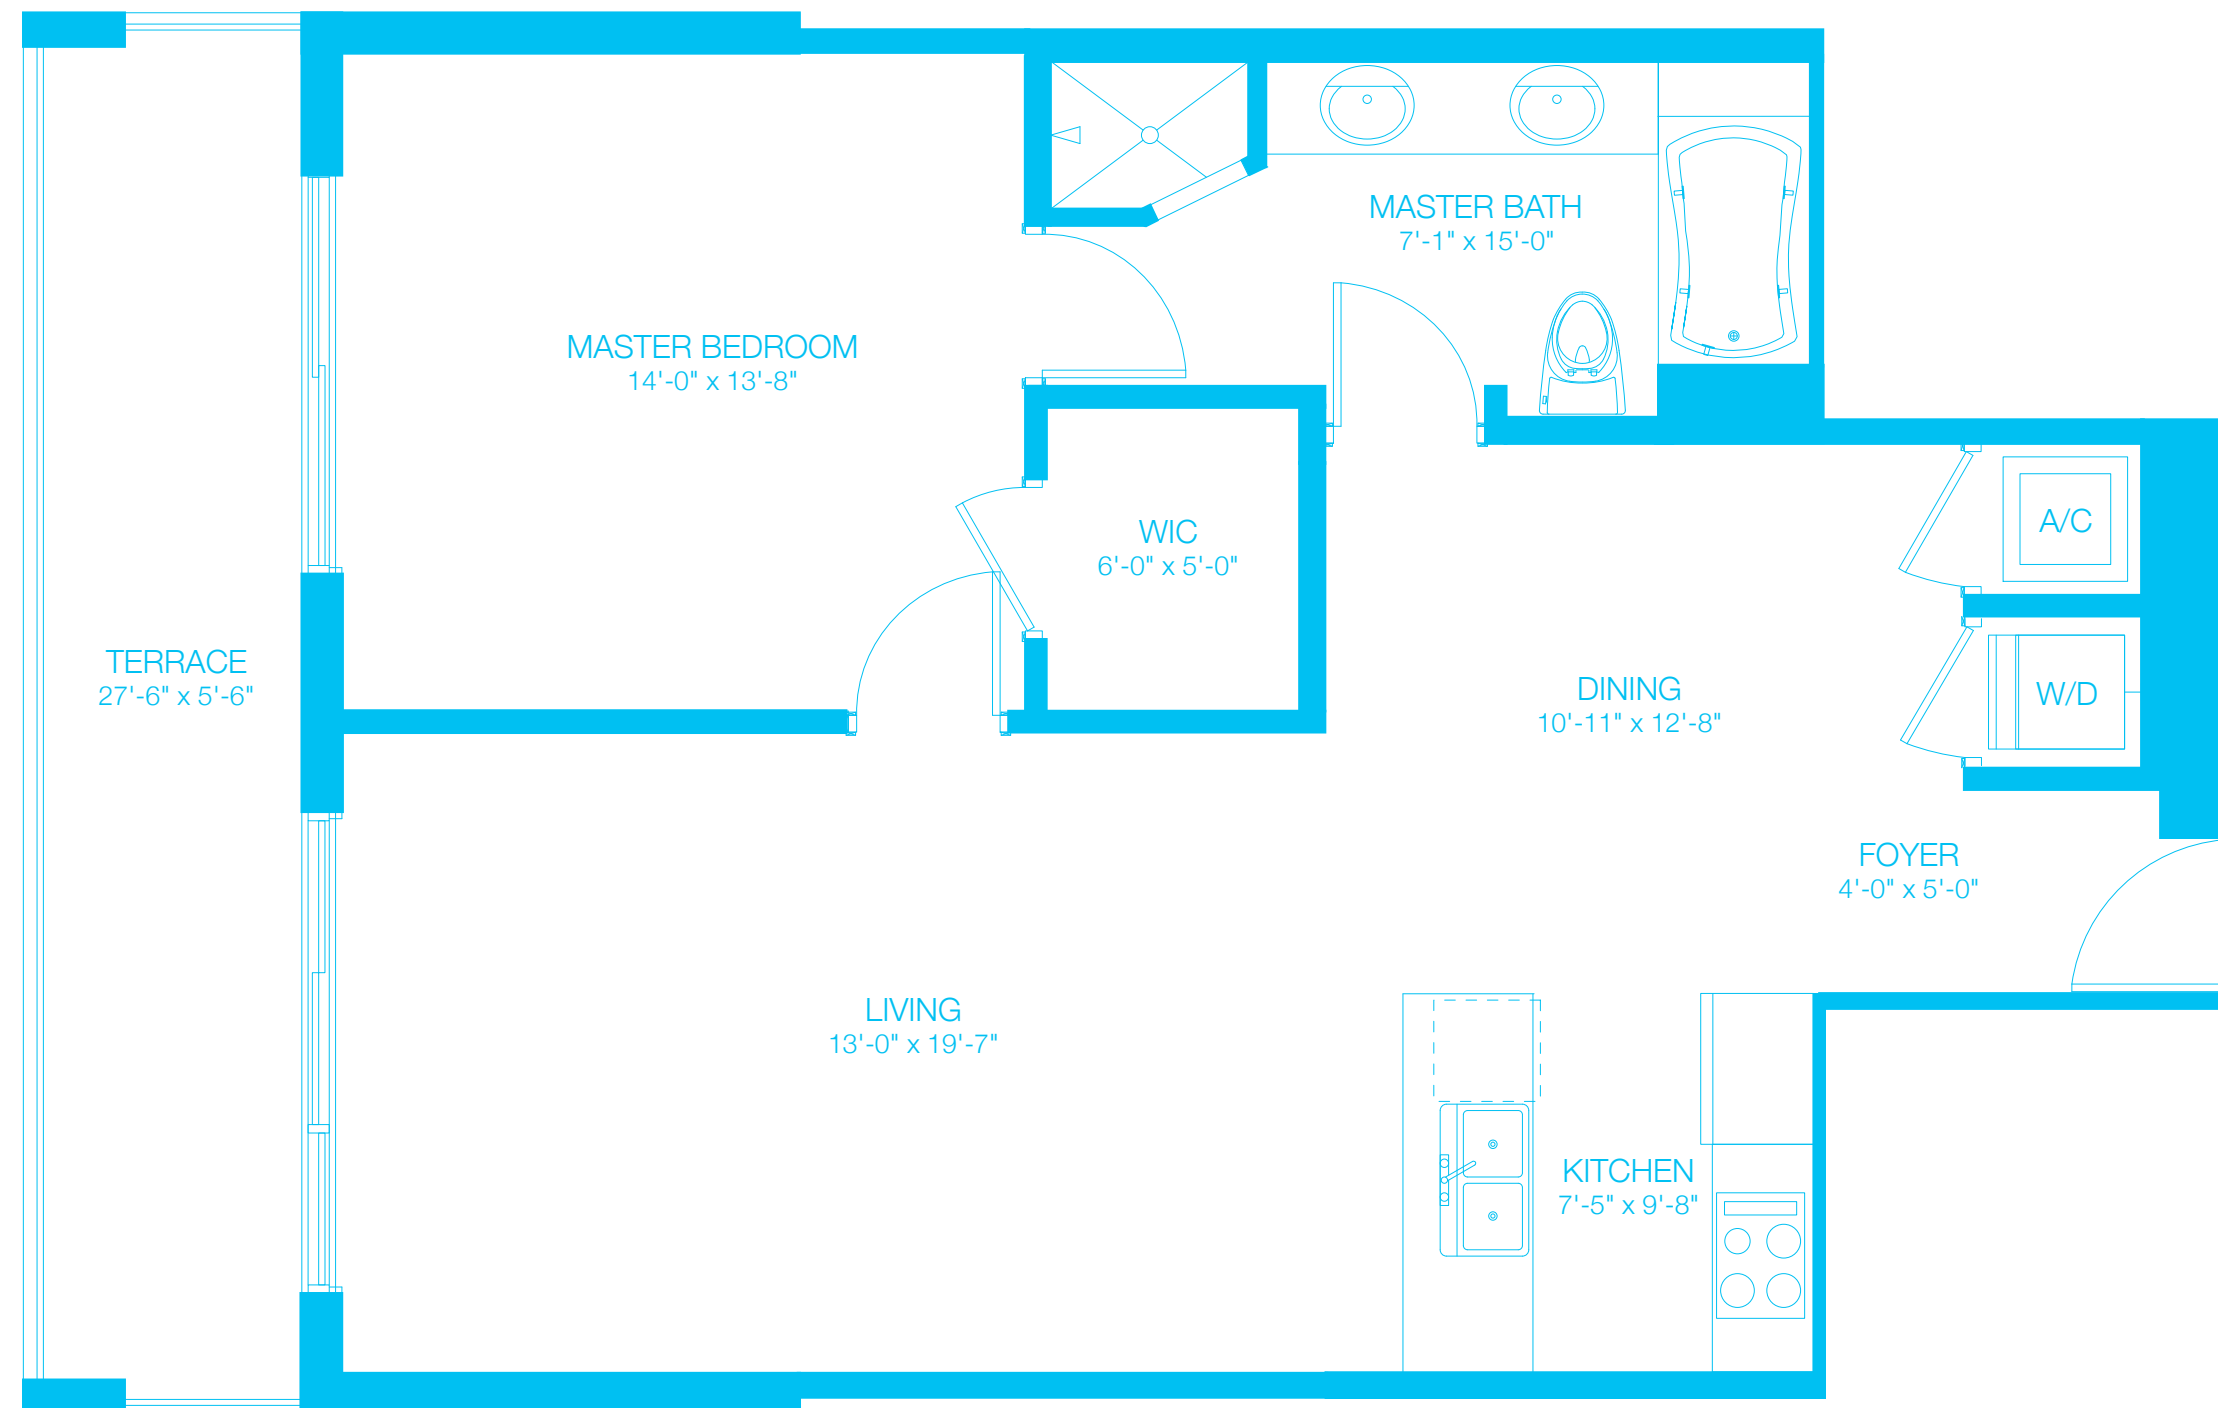 MASTER BATH
7'-1" x 15'-0"
MASTER BEDROOM
14'-0" x 13'-8"
WIC
6'-0" x 5'-0"
A/C
TERRACE
27'-6" x 5'-6"
DINING
10'-11" x 12'-8"
W/D
FOYER
4'-0" x 5'-0"
LIVING
13'-0" x 19'-7"
KITCHEN
7'-5" x 9'-8"